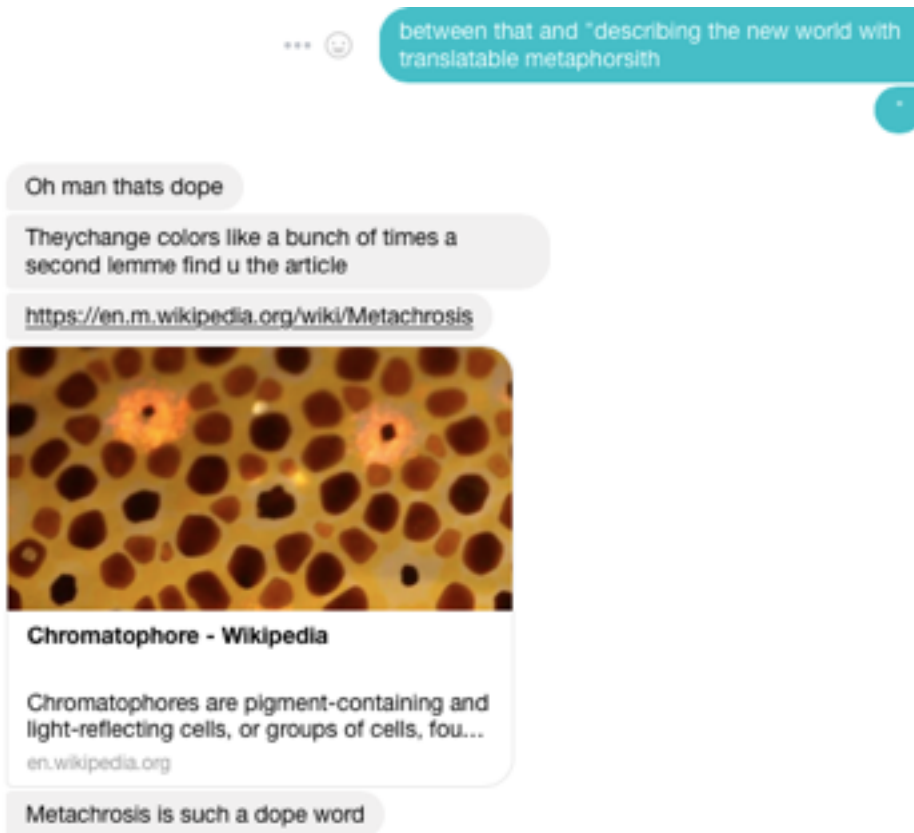 between that and "describing the new world with
translatable metaphorsith
"
Oh man thats dope
Theychange colors like a bunch of times a
second lemme find u the article
https://en.m.wikipedia.org/wiki/Metachrosis
Chromatophore - Wikipedia
Chromatophores are pigment-containing and
light-reflecting cells, or groups of cells, fou...
en.wikipedia.org
Metachrosis is such a dope word